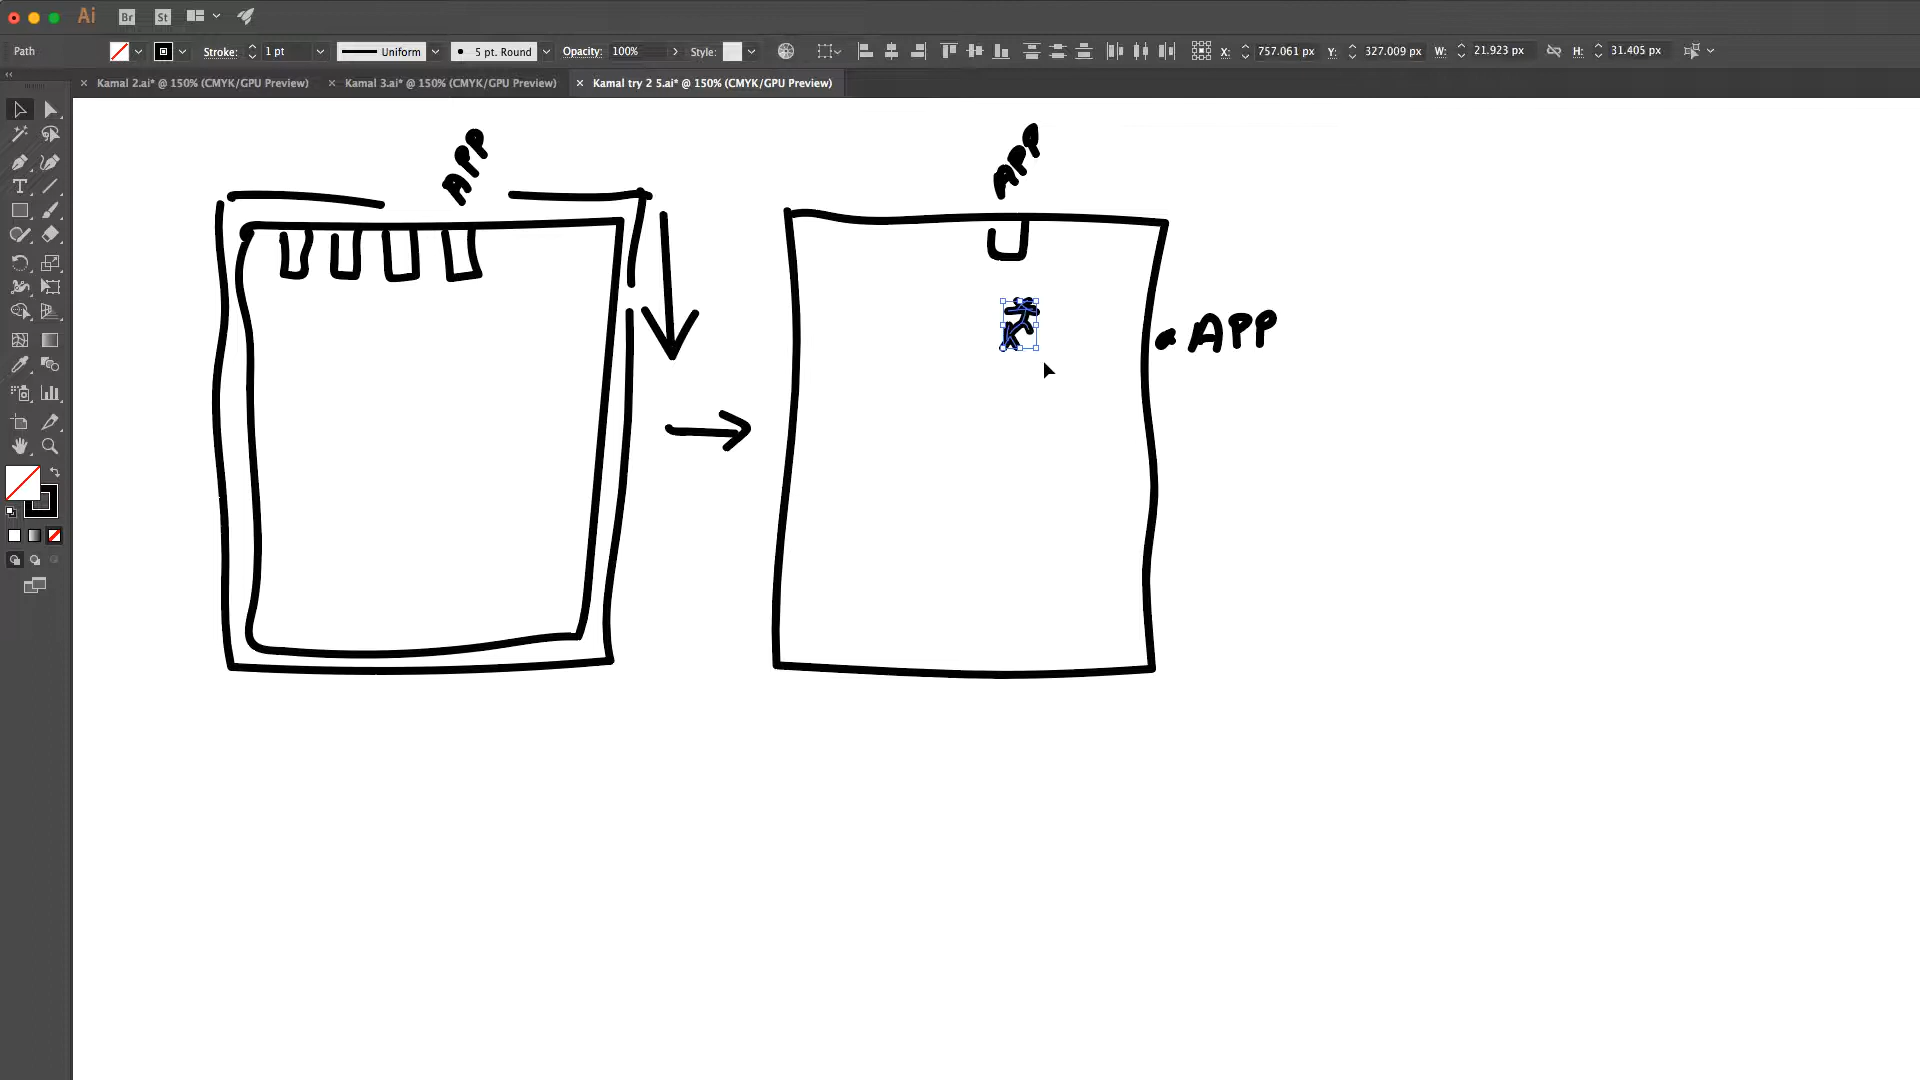 Ai Br St
Path Stroke: 1 pt Uniform 5 pt. Round Opacity: 100% Style: X: 757.061 px Y: 327.009 px W: 21.923 px H: 31.405 px
Kamal 2.ai* @ 150% (CMYK/GPU Preview) Kamal 3.ai* @ 150% (CMYK/GPU Preview) Kamal try 2 5.ai* @ 150% (CMYK/GPU Preview)
APP APP
APP